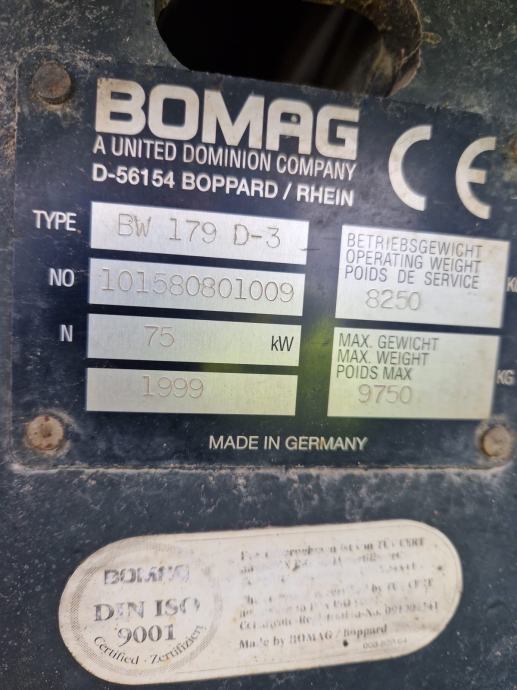 BOMAG
A UNITED DOMINION COMPANY
D-56154 BOPPARD / RHEIN
CE
TYPE BW 179 D-3
NO 101580801009
N 75 kW
1999
BETRIEBSGEWICHT
OPERATING WEIGHT
POIDS DE SERVICE
8250
MAX. GEWICHT
MAX. WEIGHT
POIDS MAX
9750 KG
MADE IN GERMANY
BOMAG
DIN ISO
9001
Certified · Zertifiziert
Made by BOMAG / Boppard